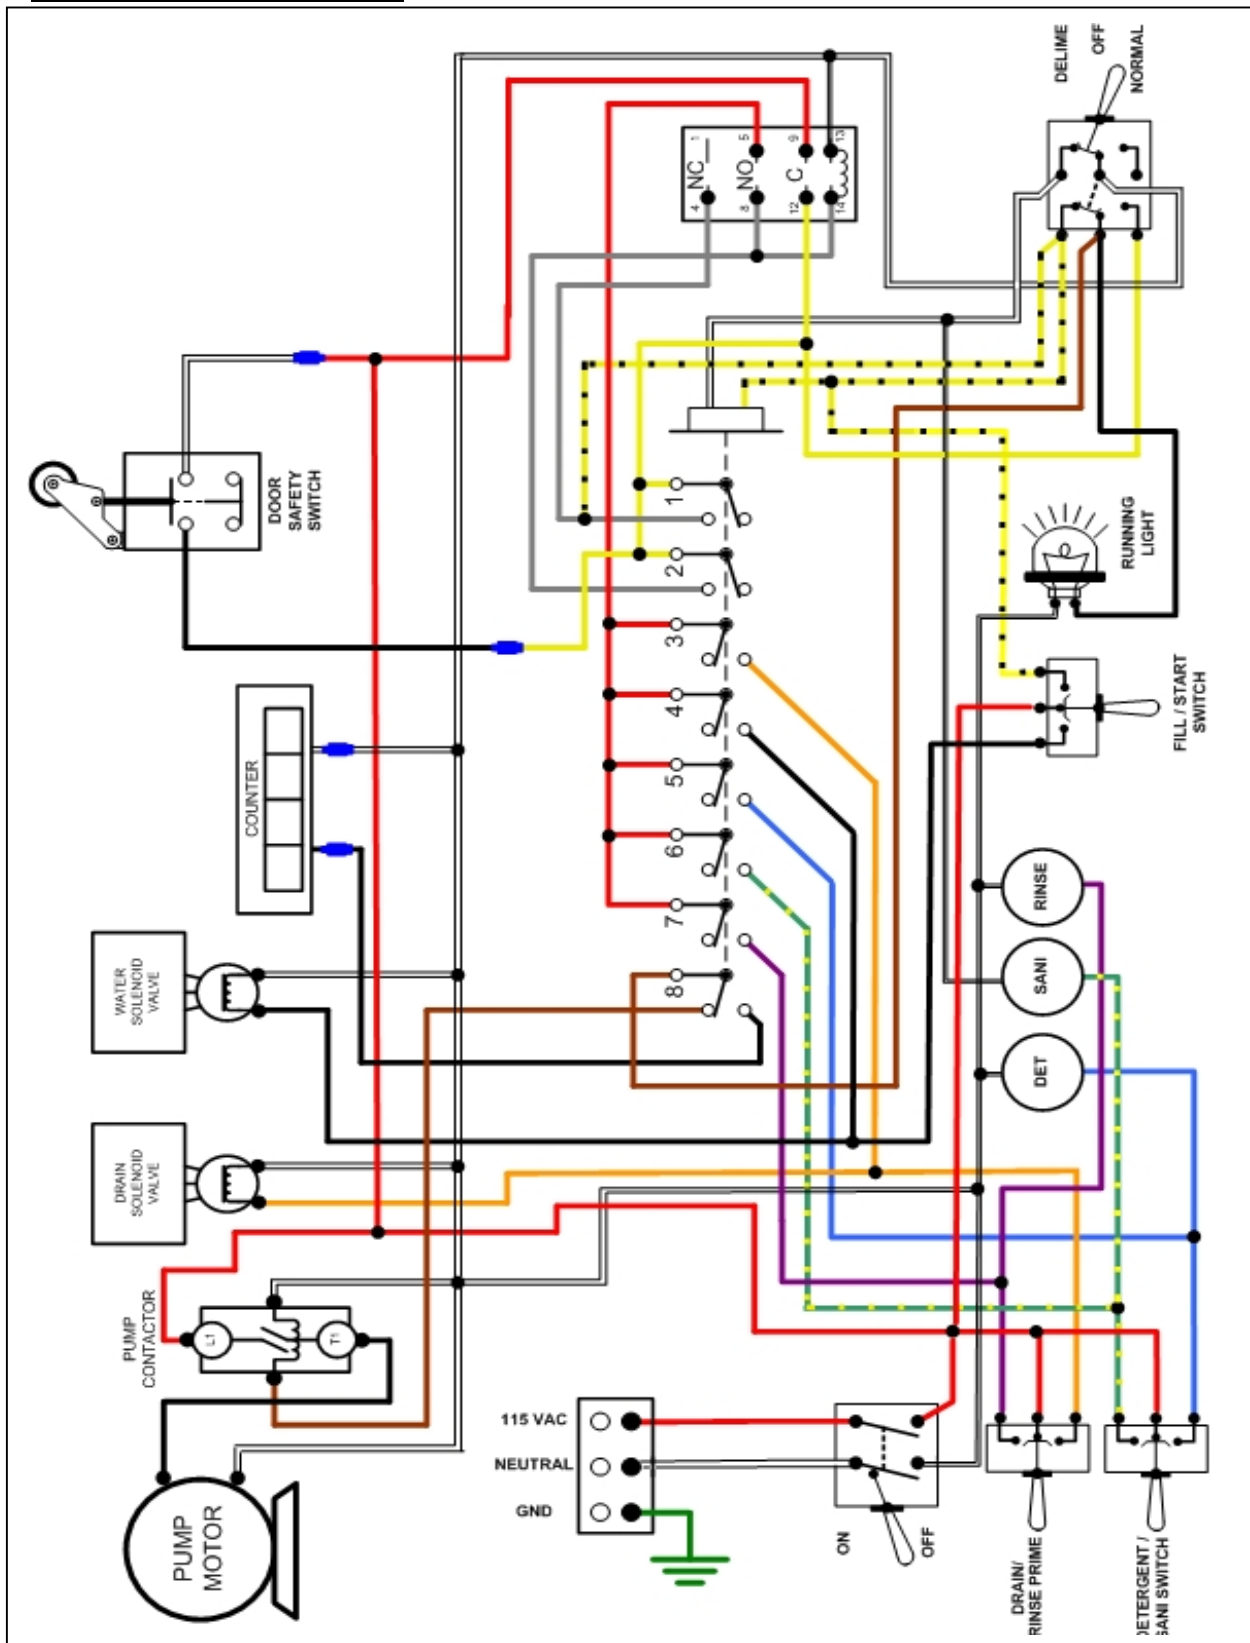 DELIME
OFF
NORMAL
NC
1
4
NO
5
8
C
9
12
13
14
DOOR
SAFETY
SWITCH
1
2
3
4
5
6
7
8
RUNNING
LIGHT
FILL / START
SWITCH
COUNTER
WATER
SOLENOID
VALVE
DRAIN
SOLENOID
VALVE
RINSE
SANI
DET
PUMP
CONTACTOR
L1
T1
PUMP
MOTOR
115 VAC
NEUTRAL
GND
ON
OFF
DRAIN/
RINSE PRIME
DETERGENT /
SANI SWITCH